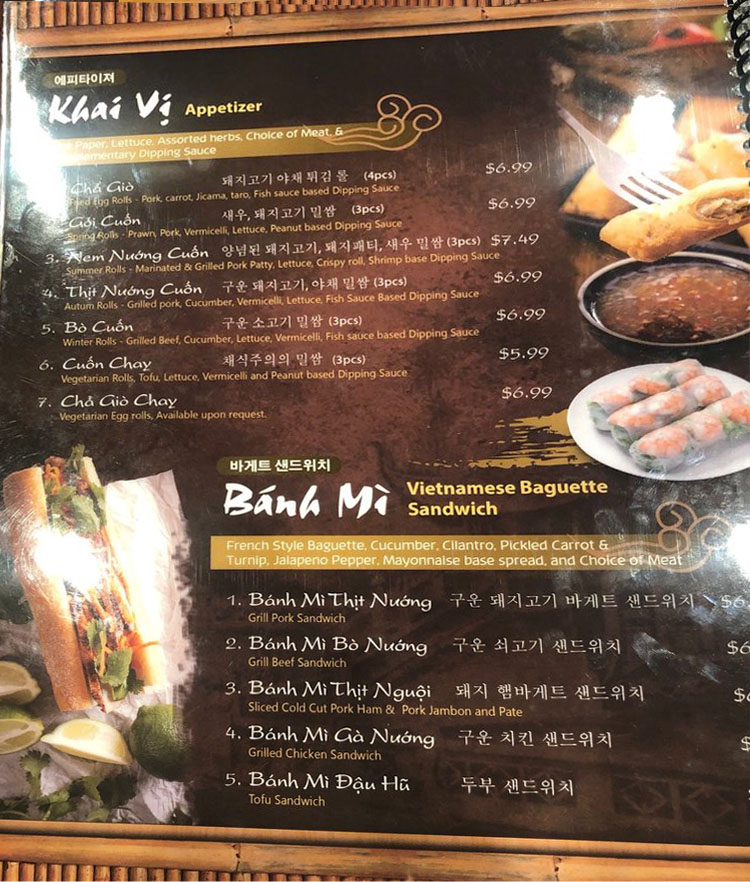 에피타이져
Khai Vị Appetizer
Paper, Lettuce, Assorted herbs, Choice of Meat, &
Dipping Sauce
Chả Giò 돼지고기 야채 튀김 롤 (4pcs) $6.99
Fried Egg Rolls - Pork, carrot, Jicama, taro, Fish sauce based Dipping Sauce
Gỏi Cuốn 새우, 돼지고기 밀쌈 (3pcs) $6.99
Spring Rolls - Prawn, Pork, Vermicelli, Lettuce, Peanut based Dipping Sauce
3. Nem Nướng Cuốn 양념된 돼지고기, 돼지패티, 새우 밀쌈 (3pcs) $7.49
Summer Rolls - Marinated & Grilled Pork Patty, Lettuce, Crispy roll, Shrimp base Dipping Sauce
4. Thịt Nướng Cuốn 구운 돼지고기, 야채 밀쌈 (3pcs) $6.99
Autum Rolls - Grilled pork, Cucumber, Vermicelli, Lettuce, Fish Sauce Based Dipping Sauce
5. Bò Cuốn 구운 소고기 밀쌈 (3pcs) $6.99
Winter Rolls - Grilled Beef, Cucumber, Lettuce, Vermicelli, Fish sauce based Dipping Sauce
6. Cuốn Chay 채식주의의 밀쌈 (3pcs) $5.99
Vegetarian Rolls, Tofu, Lettuce, Vermicelli and Peanut based Dipping Sauce
7. Chả Giò Chay $6.99
Vegetarian Egg rolls, Available upon request.
바게트 샌드위치
Bánh Mì Vietnamese Baguette
Sandwich
French Style Baguette, Cucumber, Cilantro, Pickled Carrot &
Turnip, Jalapeno Pepper, Mayonnaise base spread, and Choice of Meat
1. Bánh Mì Thịt Nướng 구운 돼지고기 바게트 샌드위치 $6
Grill Pork Sandwich
2. Bánh Mì Bò Nướng 구운 쇠고기 샌드위치 $6
Grill Beef Sandwich
3. Bánh Mì Thịt Nguội 돼지 햄바게트 샌드위치 $6
Sliced Cold Cut Pork Ham & Pork Jambon and Pate
4. Bánh Mì Gà Nướng 구운 치킨 샌드위치 $
Grilled Chicken Sandwich
5. Bánh Mì Đậu Hũ 두부 샌드위치
Tofu Sandwich